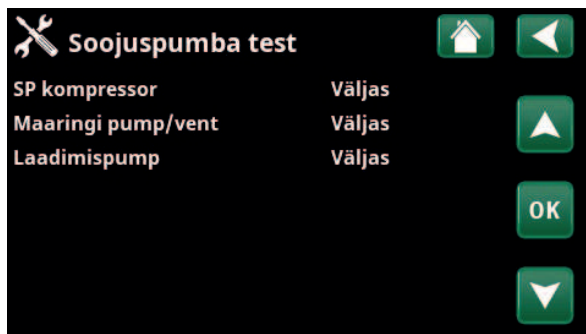 Soojuspumba test
SP kompressor Väljas
Maaringi pump/vent Väljas
Laadimispump Väljas
OK